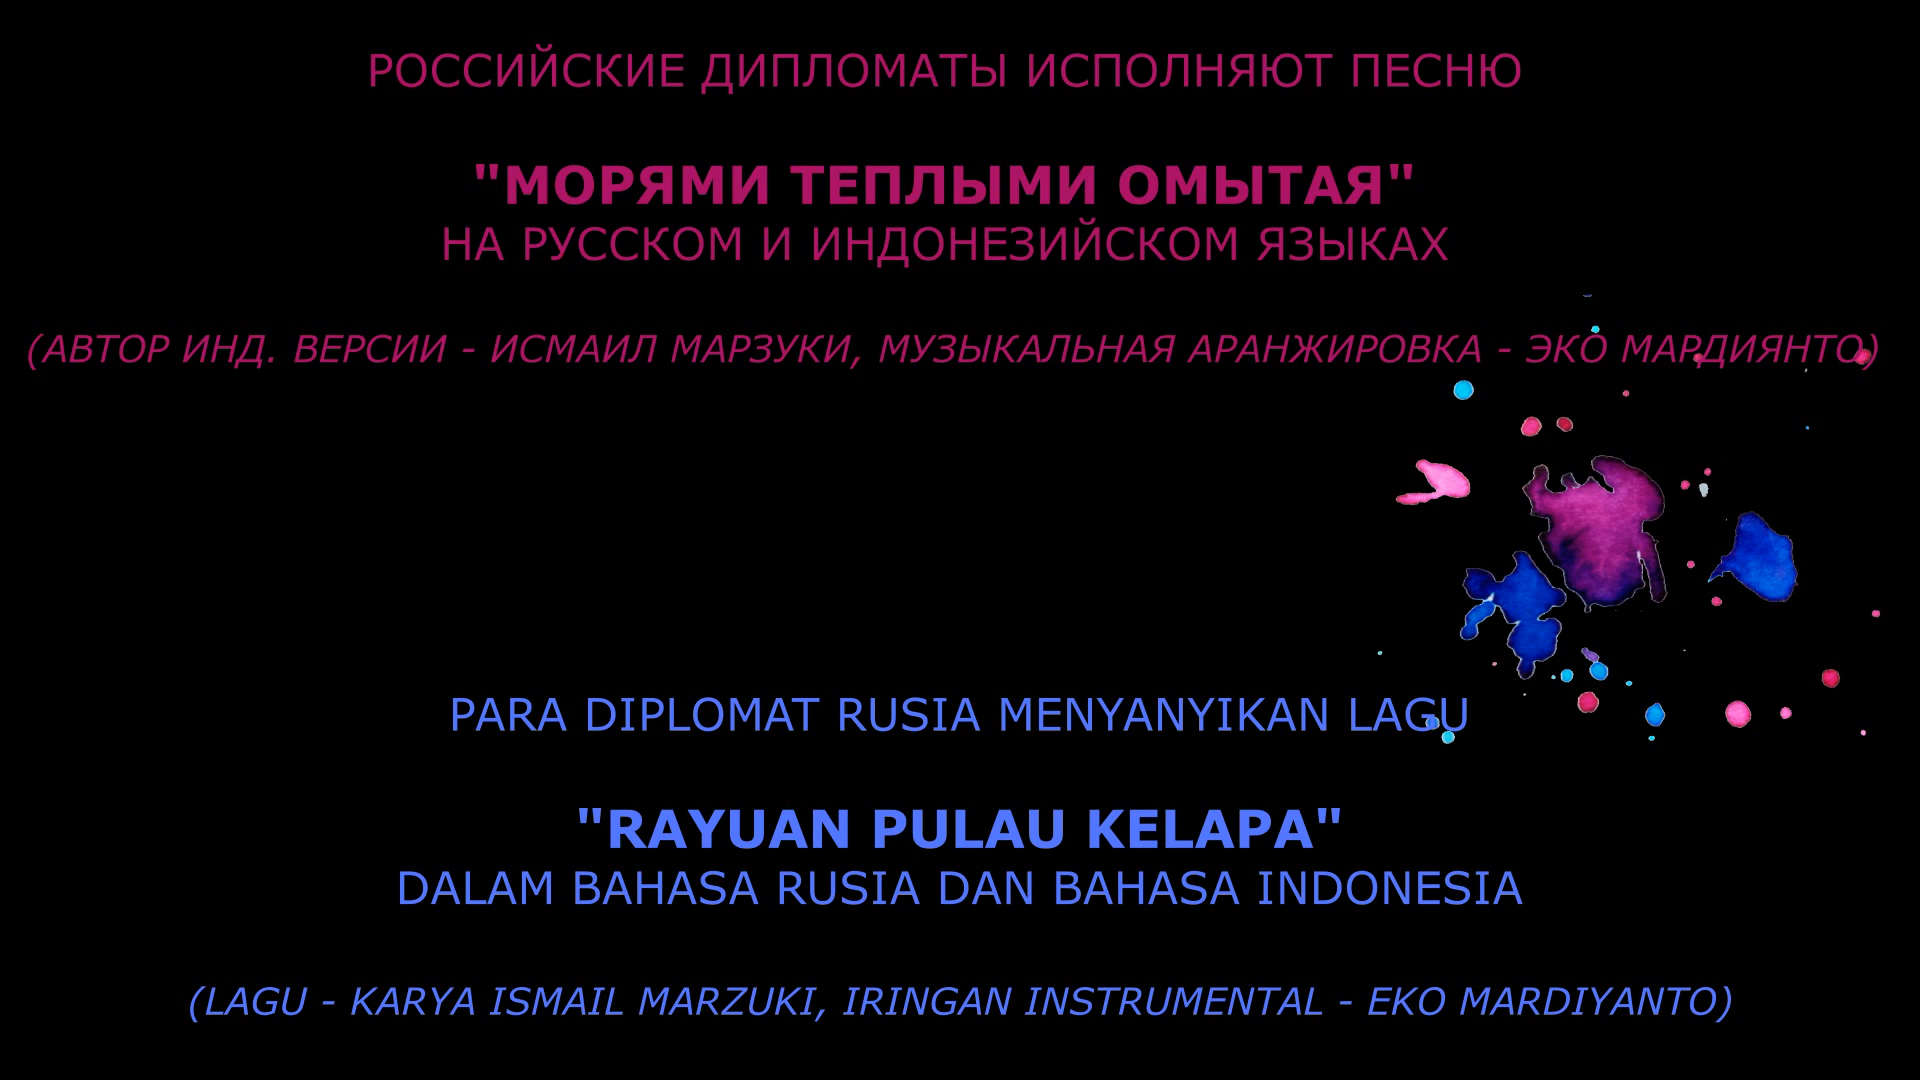 РОССИЙСКИЕ ДИПЛОМАТЫ ИСПОЛНЯЮТ ПЕСНЮ
"МОРЯМИ ТЕПЛЫМИ ОМЫТАЯ"
НА РУССКОМ И ИНДОНЕЗИЙСКОМ ЯЗЫКАХ
(АВТОР ИНД. ВЕРСИИ - ИСМАИЛ МАРЗУКИ, МУЗЫКАЛЬНАЯ АРАНЖИРОВКА - ЭКО МАРДИЯНТО)
PARA DIPLOMAT RUSIA MENYANYIKAN LAGU
"RAYUAN PULAU KELAPA"
DALAM BAHASA RUSIA DAN BAHASA INDONESIA
(LAGU - KARYA ISMAIL MARZUKI, IRINGAN INSTRUMENTAL - EKO MARDIYANTO)